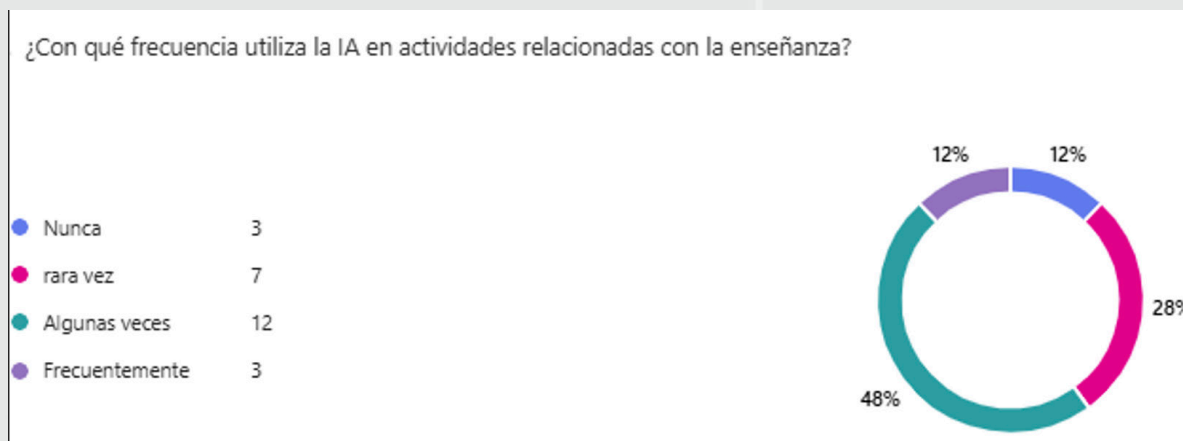 ¿Con qué frecuencia utiliza la IA en actividades relacionadas con la enseñanza?
Nunca 3
rara vez 7
Algunas veces 12
Frecuentemente 3
12% 12%
28%
48%